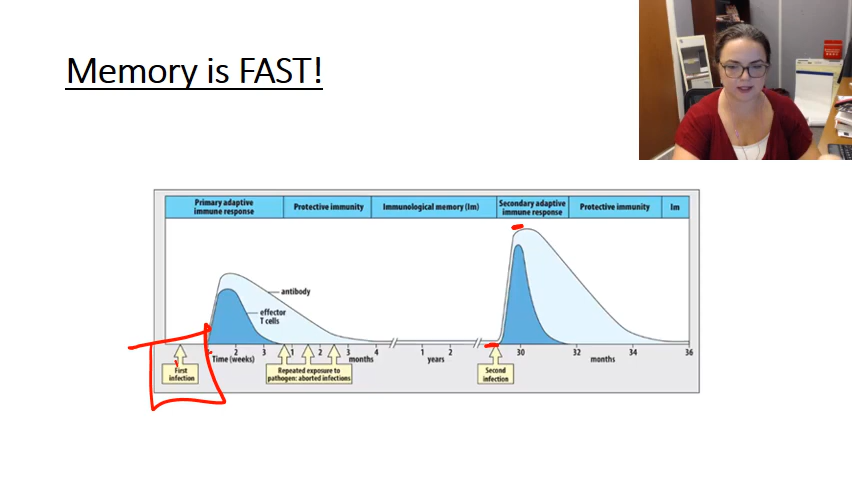 Memory is FAST!
Primary adaptive
immune response
Protective immunity
Immunological memory (Im)
Secondary adaptive
immune response
Protective immunity
Im
antibody
effector
T cells
Time (weeks)
2
3
1
2
3
4
months
1
2
years
30
32
34
36
months
First
infection
Repeated exposure to
pathogen: aborted infections
Second
infection